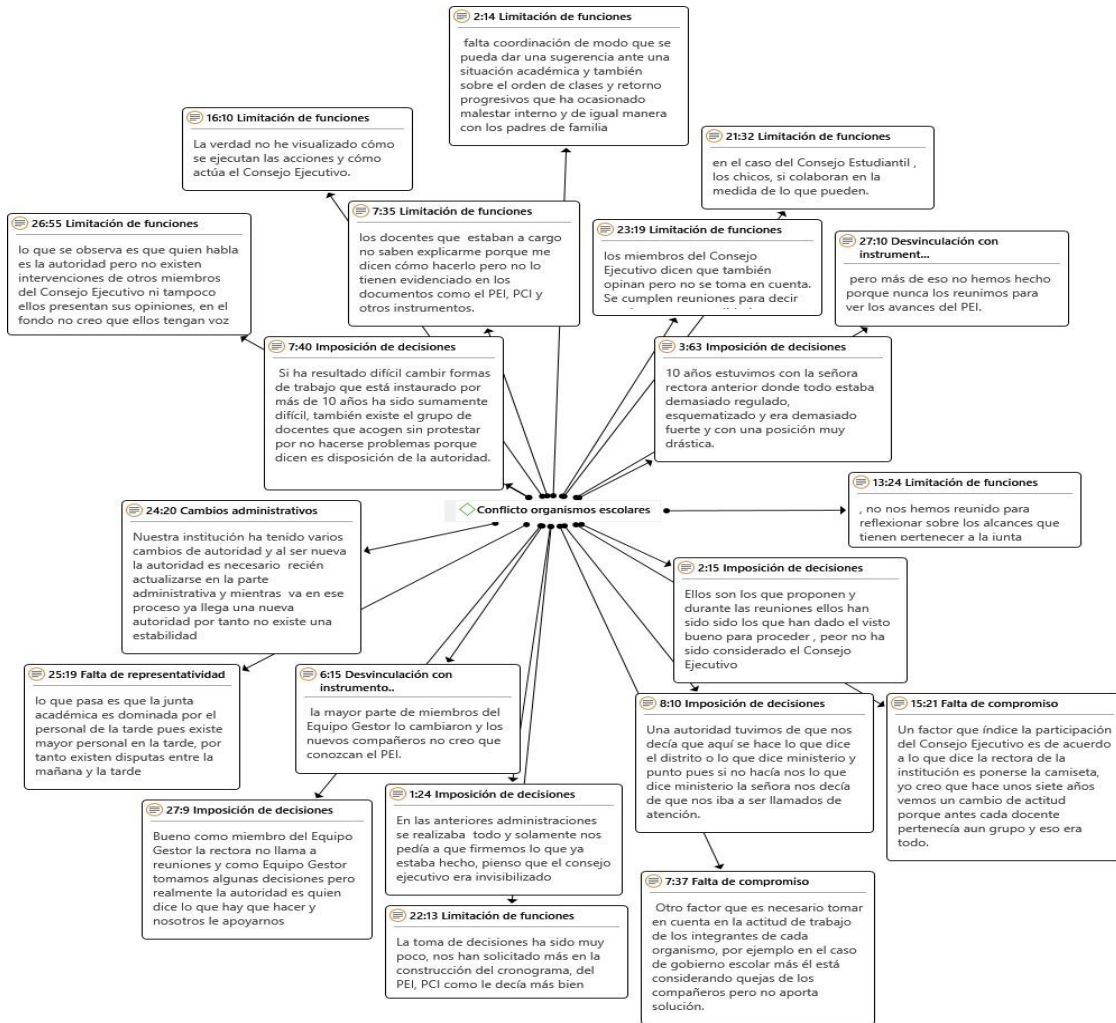 2:14 Limitación de funciones
falta coordinación de modo que se
pueda dar una sugerencia ante una
situación académica y también
sobre el orden de clases y retorno
progresivos que ha ocasionado
malestar interno y de igual manera
con los padres de familia
16:10 Limitación de funciones
La verdad no he visualizado cómo
se ejecutan las acciones y cómo
actúa el Consejo Ejecutivo.
21:32 Limitación de funciones
en el caso del Consejo Estudiantil ,
los chicos, si colaboran en la
medida de lo que pueden.
26:55 Limitación de funciones
lo que se observa es que quien habla
es la autoridad pero no existen
intervenciones de otros miembros
del Consejo Ejecutivo ni tampoco
ellos presentan sus opiniones, en el
fondo no creo que ellos tengan voz
7:35 Limitación de funciones
los docentes que estaban a cargo
no saben explicarme porque me
dicen cómo hacerlo pero no lo
tienen evidenciado en los
documentos como el PEI, PCI y
otros instrumentos.
23:19 Limitación de funciones
los miembros del Consejo
Ejecutivo dicen que también
opinan pero no se toma en cuenta.
Se cumplen reuniones para decir
27:10 Desvinculación con
instrument...
pero más de eso no hemos hecho
porque nunca los reunimos para
ver los avances del PEI.
7:40 Imposición de decisiones
Si ha resultado difícil cambir formas
de trabajo que está instaurado por
más de 10 años ha sido sumamente
difícil, también existe el grupo de
docentes que acogen sin protestar
por no hacerse problemas porque
dicen es disposición de la autoridad.
3:63 Imposición de decisiones
10 años estuvimos con la señora
rectora anterior donde todo estaba
demasiado regulado,
esquematizado y era demasiado
fuerte y con una posición muy
drástica.
13:24 Limitación de funciones
, no nos hemos reunido para
reflexionar sobre los alcances que
tienen pertenecer a la junta
Conflicto organismos escolares
24:20 Cambios administrativos
Nuestra institución ha tenido varios
cambios de autoridad y al ser nueva
la autoridad es necesario recién
actualizarse en la parte
administrativa y mientras va en ese
proceso ya llega una nueva
autoridad por tanto no existe una
estabilidad
2:15 Imposición de decisiones
Ellos son los que proponen y
durante las reuniones ellos han
sido sido los que han dado el visto
bueno para proceder , peor no ha
sido considerado el Consejo
Ejecutivo
25:19 Falta de representatividad
lo que pasa es que la junta
académica es dominada por el
personal de la tarde pues existe
mayor personal en la tarde, por
tanto existen disputas entre la
mañana y la tarde
6:15 Desvinculación con
instrumento..
la mayor parte de miembros del
Equipo Gestor lo cambiaron y los
nuevos compañeros no creo que
conozcan el PEI.
8:10 Imposición de decisiones
Una autoridad tuvimos de que nos
decía que aquí se hace lo que dice
el distrito o lo que dice ministerio y
punto pues si no hacía nos lo que
dice ministerio la señora nos decía
de que nos iba a ser llamados de
atención.
15:21 Falta de compromiso
Un factor que índice la participación
del Consejo Ejecutivo es de acuerdo
a lo que dice la rectora de la
institución es ponerse la camiseta,
yo creo que hace unos siete años
vemos un cambio de actitud
porque antes cada docente
pertenecía aun grupo y eso era
todo.
27:9 Imposición de decisiones
Bueno como miembro del Equipo
Gestor la rectora no llama a
reuniones y como Equipo Gestor
tomamos algunas decisiones pero
realmente la autoridad es quien
dice lo que hay que hacer y
nosotros le apoyarnos
1:24 Imposición de decisiones
En las anteriores administraciones
se realizaba todo y solamente nos
pedía a que firmemos lo que ya
estaba hecho, pienso que el consejo
ejecutivo era invisibilizado
22:13 Limitación de funciones
La toma de decisiones ha sido muy
poco, nos han solicitado más en la
construcción del cronograma, del
PEI, PCI como le decía más bien
7:37 Falta de compromiso
Otro factor que es necesario tomar
en cuenta en la actitud de trabajo
de los integrantes de cada
organismo, por ejemplo en el caso
de gobierno escolar más él está
considerando quejas de los
compañeros pero no aporta
solución.